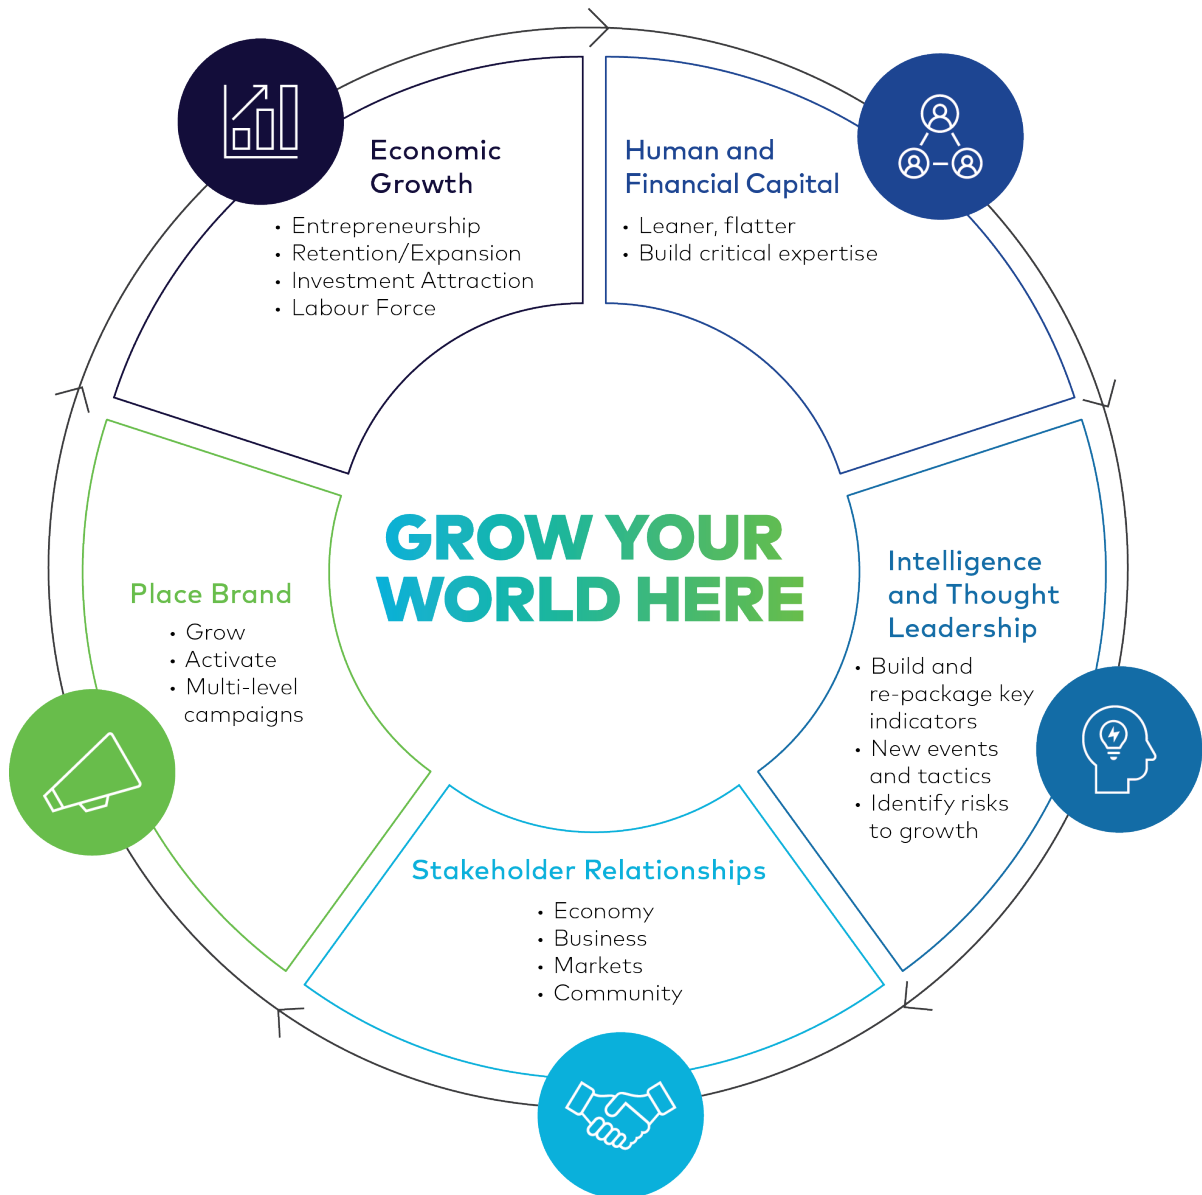 Economic
Growth
• Entrepreneurship
• Retention/Expansion
• Investment Attraction
• Labour Force
Human and
Financial Capital
• Leaner, flatter
• Build critical expertise
GROW YOUR
WORLD HERE
Intelligence
and Thought
Leadership
• Build and
re-package key
indicators
• New events
and tactics
• Identify risks
to growth
Stakeholder Relationships
• Economy
• Business
• Markets
• Community
Place Brand
• Grow
• Activate
• Multi-level
campaigns